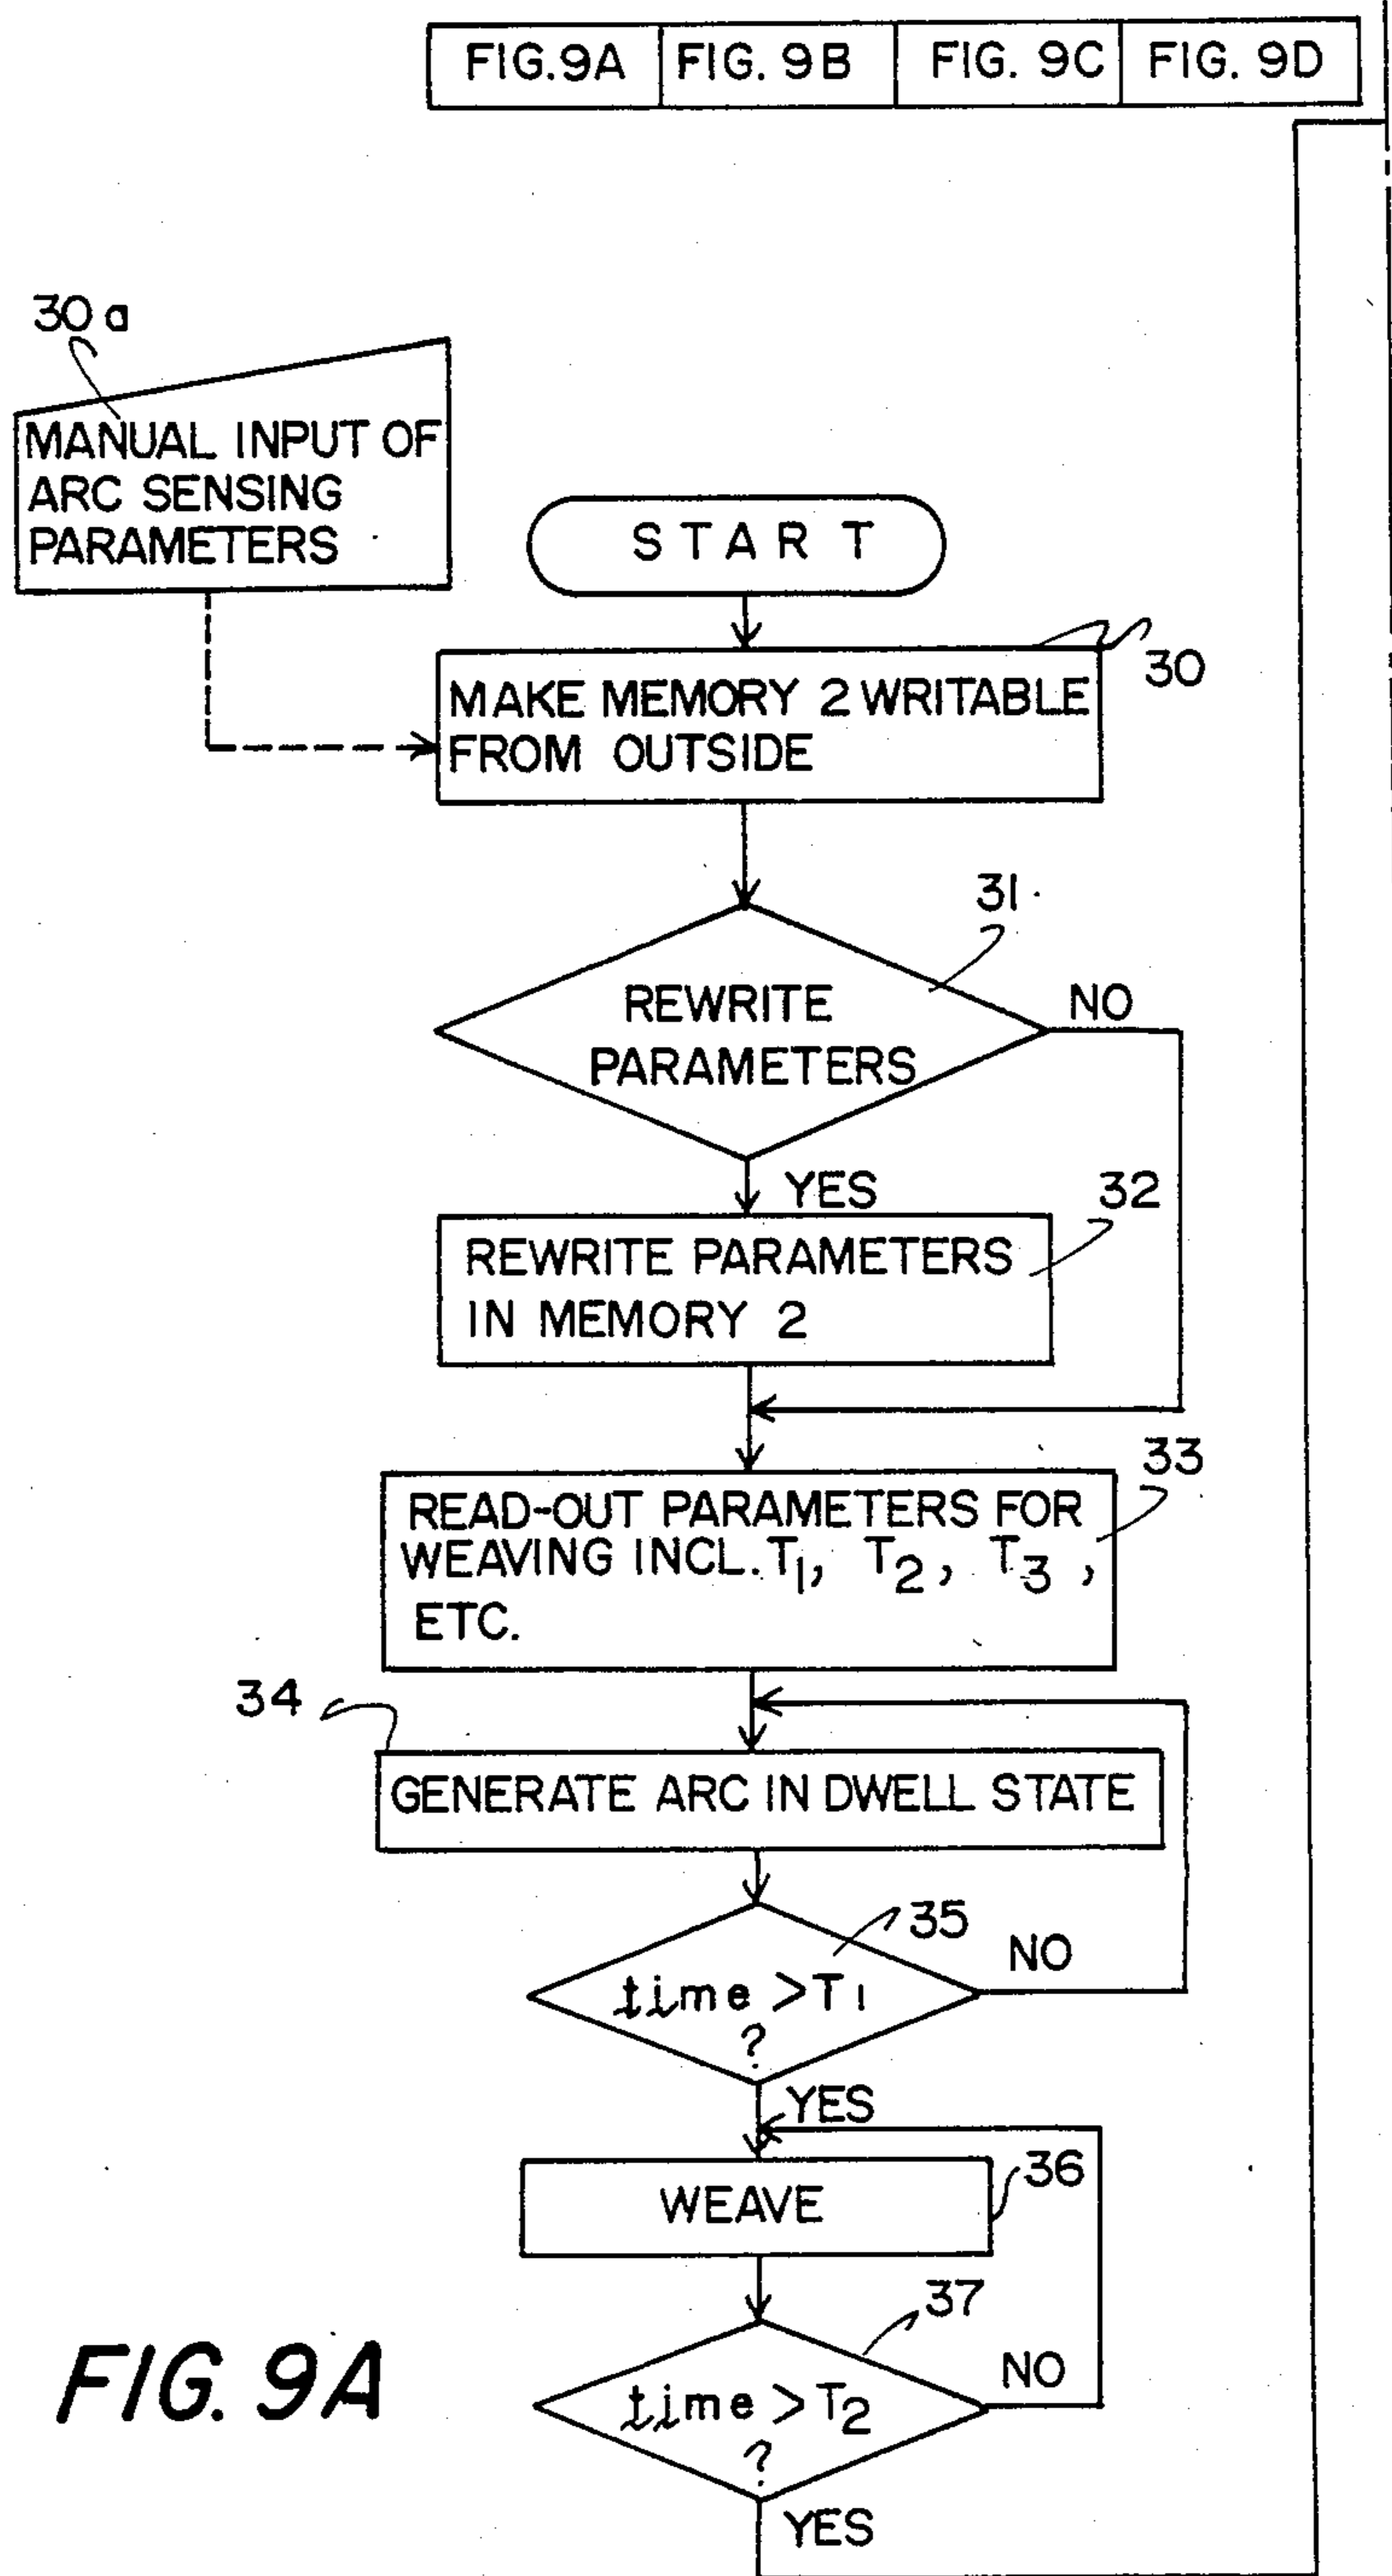 FIG.9A FIG. 9B FIG. 9C FIG. 9D
30a
MANUAL INPUT OF
ARC SENSING
PARAMETERS
START
30
MAKE MEMORY 2 WRITABLE
FROM OUTSIDE
31
REWRITE
PARAMETERS
NO
YES
32
REWRITE PARAMETERS
IN MEMORY 2
33
READ-OUT PARAMETERS FOR
WEAVING INCL. T1, T2, T3,
ETC.
34
GENERATE ARC IN DWELL STATE
35
time > T1
?
NO
YES
WEAVE
36
37
time > T2
?
NO
YES
FIG. 9A